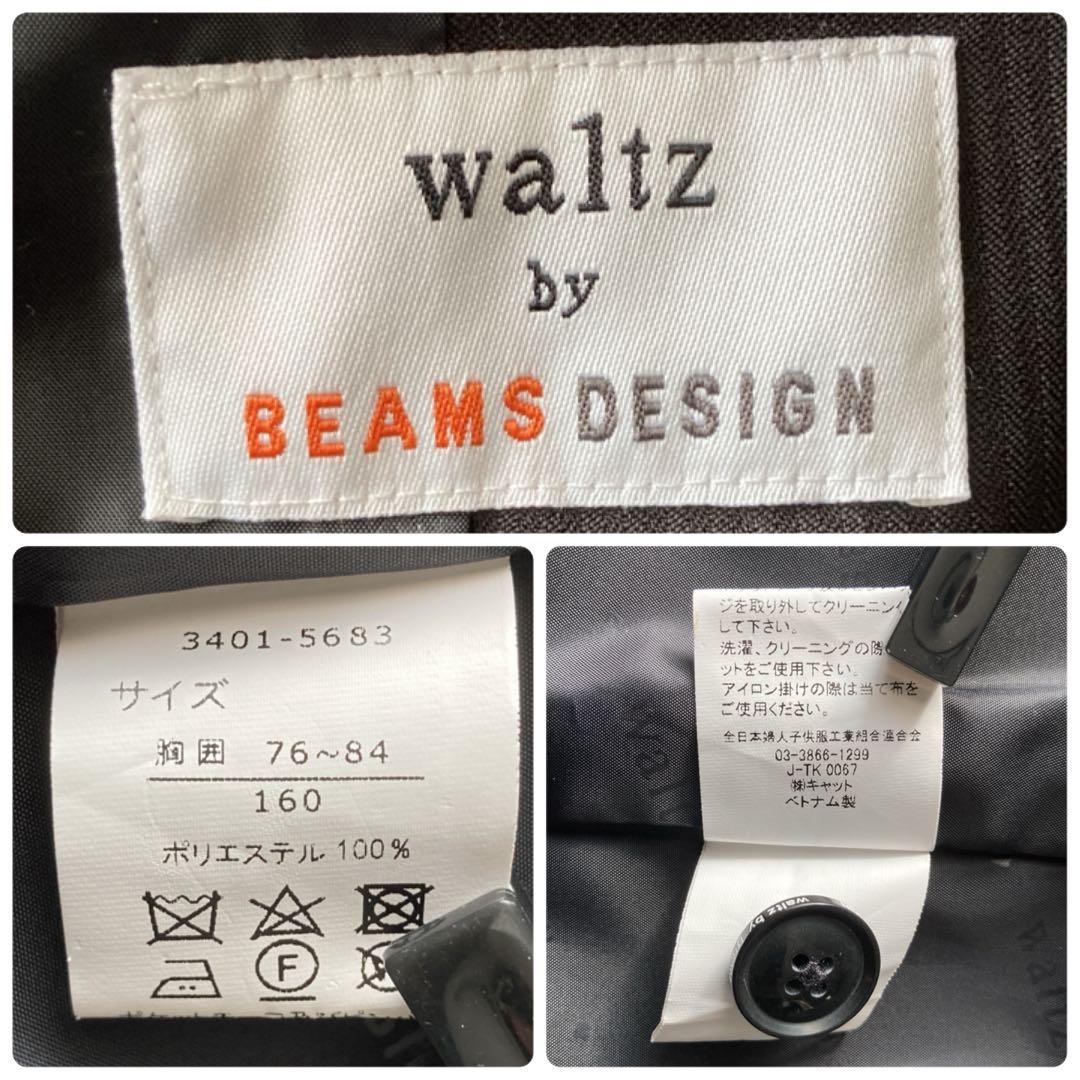 waltz
by
BEAMS DESIGN
3401-5683
サイズ
胸囲 76~84
160
ポリエステル 100%
F
ジを取り外してクリーニング
して下さい。
洗濯、クリーニングの際
ットをご使用下さい。
アイロン掛けの際は当て布を
ご使用ください。
全日本婦人子供服工業組合連合会
03-3866-1299
J-TK 0067
㈱キャット
ベトナム製
waltz by